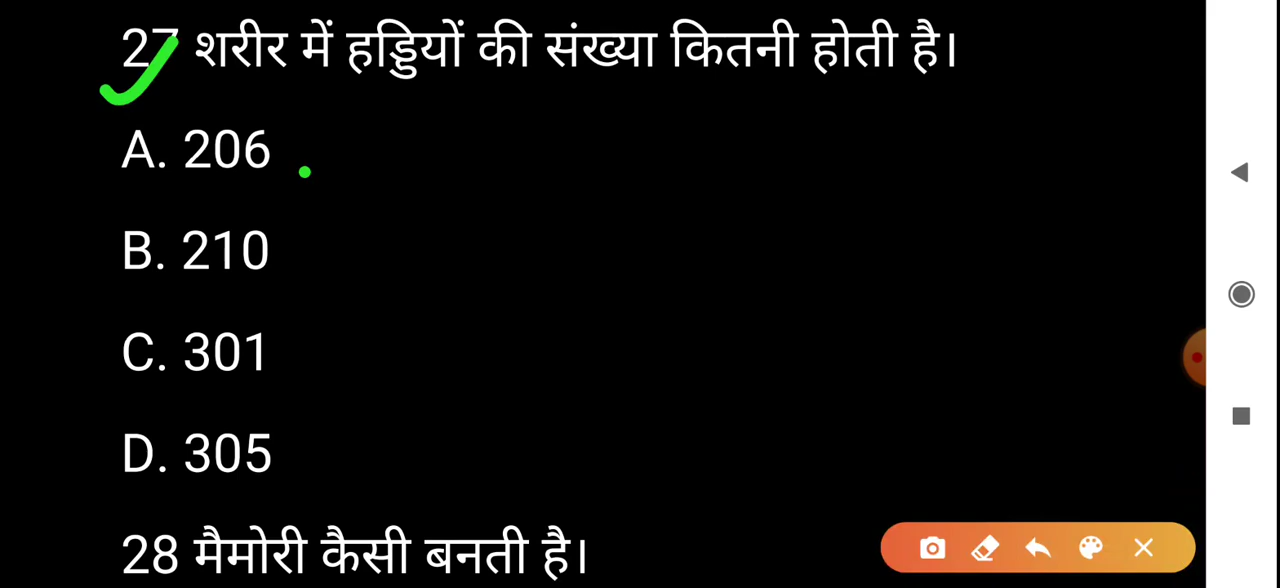 27 शरीर में हड्डियों की संख्या कितनी होती है।
A. 206
B. 210
C. 301
D. 305
28 मैमोरी कैसी बनती है।